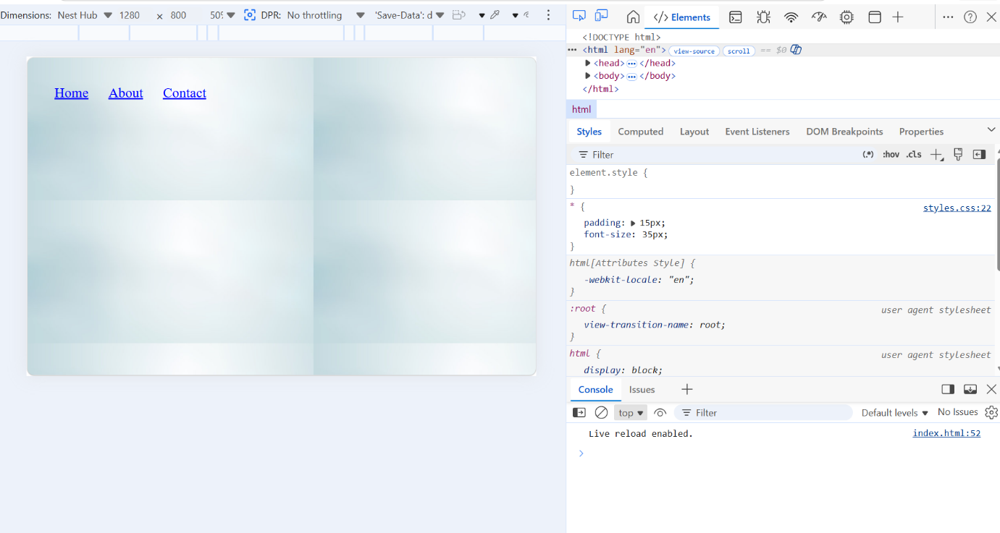 Dimensions: Nest Hub 1280 × 800 50% DPR: No throttling 'Save-Data': d
Elements
Home About Contact
<!DOCTYPE html>
<html lang="en"> view-source scroll == $0
<head> </head>
<body> </body>
</html>
html
Styles Computed Layout Event Listeners DOM Breakpoints Properties
Filter :hov .cls
element.style {
}
* { styles.css:22
padding: 15px;
font-size: 35px;
}
html[Attributes Style] {
-webkit-locale: "en";
}
:root { user agent stylesheet
view-transition-name: root;
}
html { user agent stylesheet
display: block;
Console Issues
top Filter Default levels No Issues
Live reload enabled. index.html:52